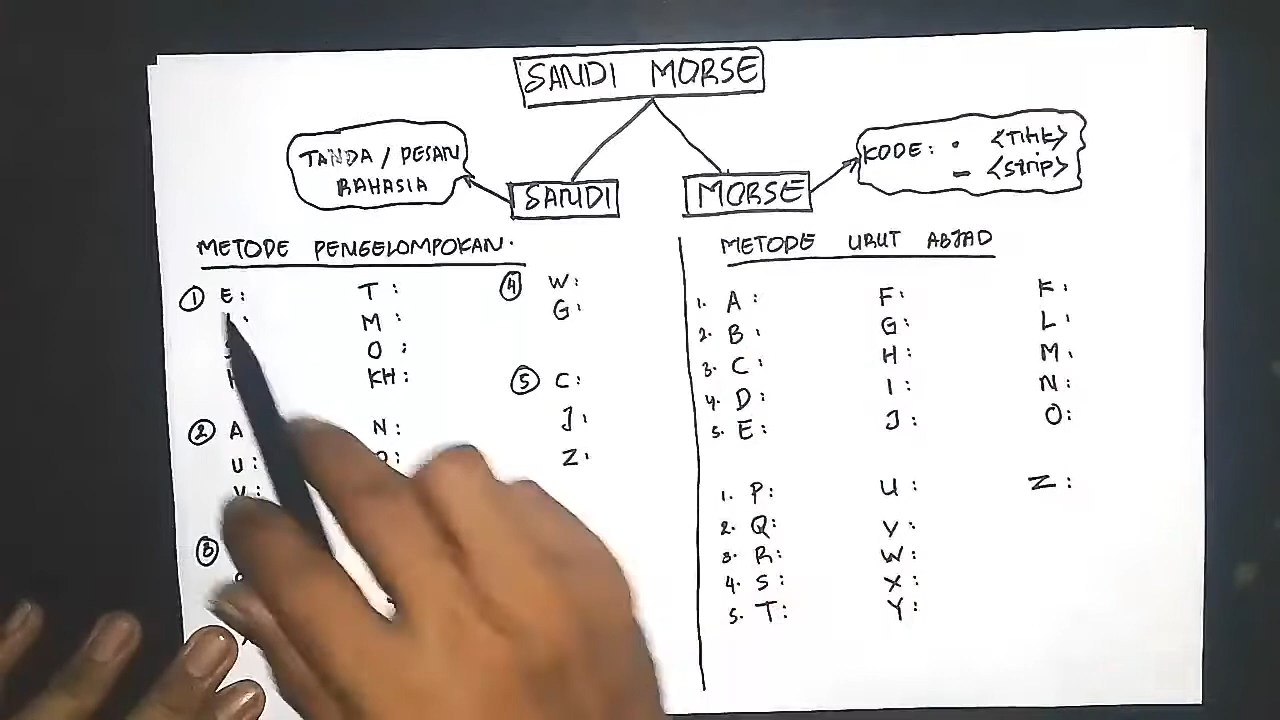 SANDI MORSE
TANDA / PESAN
RAHASIA
SANDI
MORSE
KODE: • <Titik>
– <Strip>
METODE PENGELOMPOKAN.
① E: T:
M:
O:
KH:
② A N:
U:
V:
③
④ W:
G:
⑤ C:
J:
Z:
METODE URUT ABJAD
1. A: F: K:
2. B: G: L:
3. C: H: M:
4. D: I: N:
5. E: J: O:
1. P: U: Z:
2. Q: V:
3. R: W:
4. S: X:
5. T: Y: